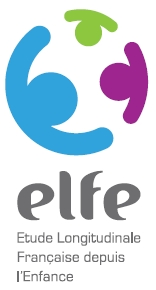 elfe
Etude Longitudinale
Française depuis
l'Enfance